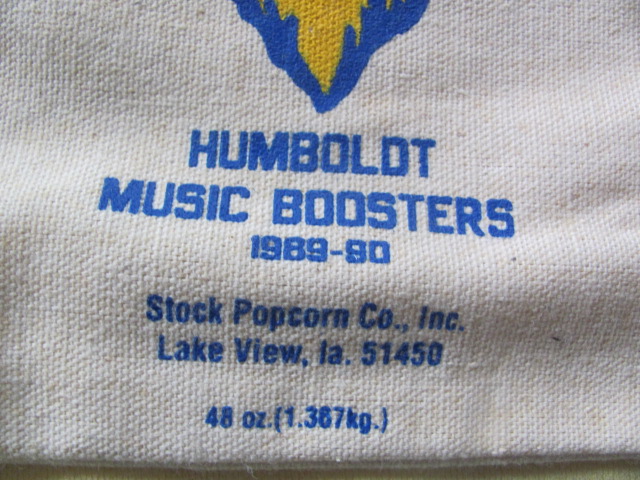 HUMBOLDT
MUSIC BOOSTERS
1989-90
Stock Popcorn Co., Inc.
Lake View, Ia. 51450
48 oz.(1.367kg.)